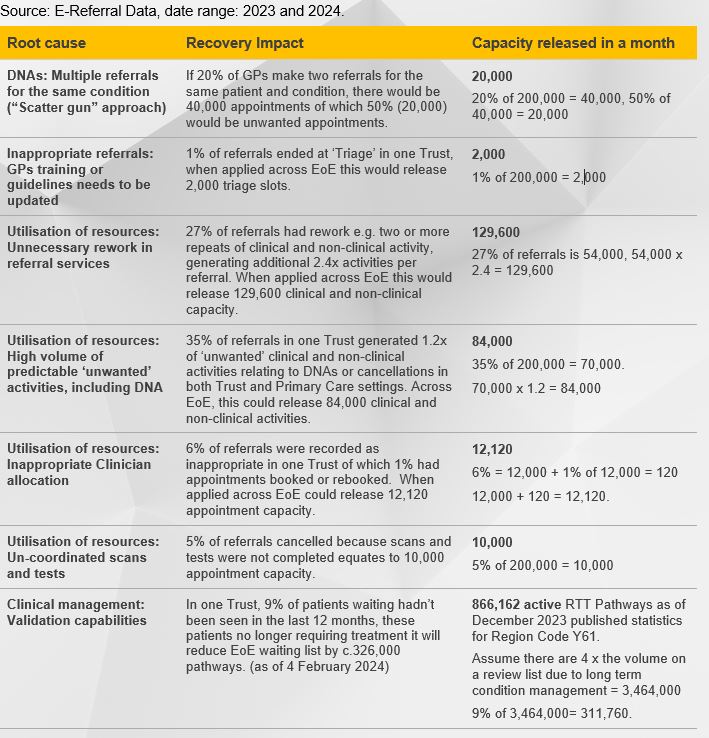 Source: E-Referral Data, date range: 2023 and 2024.
Root cause
Recovery Impact
Capacity released in a month
DNAs: Multiple referrals
for the same condition
(“Scatter gun” approach)
If 20% of GPs make two referrals for the
same patient and condition, there would be
40,000 appointments of which 50% (20,000)
would be unwanted appointments.
20,000
20% of 200,000 = 40,000, 50% of
40,000 = 20,000
Inappropriate referrals:
GPs training or
guidelines needs to be
updated
1% of referrals ended at ‘Triage’ in one Trust,
when applied across EoE this would release
2,000 triage slots.
2,000
1% of 200,000 = 2,000
Utilisation of resources:
Unnecessary rework in
referral services
27% of referrals had rework e.g. two or more
repeats of clinical and non-clinical activity,
generating additional 2.4x activities per
referral. When applied across EoE this would
release 129,600 clinical and non-clinical
capacity.
129,600
27% of referrals is 54,000, 54,000 x
2.4 = 129,600
Utilisation of resources:
High volume of
predictable ‘unwanted’
activities, including DNA
35% of referrals in one Trust generated 1.2x
of ‘unwanted’ clinical and non-clinical
activities relating to DNAs or cancellations in
both Trust and Primary Care settings. Across
EoE, this could release 84,000 clinical and
non-clinical activities.
84,000
35% of 200,000 = 70,000.
70,000 x 1.2 = 84,000
Utilisation of resources:
Inappropriate Clinician
allocation
6% of referrals were recorded as
inappropriate in one Trust of which 1% had
appointments booked or rebooked.  When
applied across EoE could release 12,120
appointment capacity.
12,120
6% = 12,000 + 1% of 12,000 = 120
12,000 + 120 = 12,120.
Utilisation of resources:
Un-coordinated scans
and tests
5% of referrals cancelled because scans and
tests were not completed equates to 10,000
appointment capacity.
10,000
5% of 200,000 = 10,000
Clinical management:
Validation capabilities
In one Trust, 9% of patients waiting hadn’t
been seen in the last 12 months, these
patients no longer requiring treatment it will
reduce EoE waiting list by c.326,000
pathways. (as of 4 February 2024)
866,162 active RTT Pathways as of
December 2023 published statistics
for Region Code Y61.
Assume there are 4 x the volume on
a review list due to long term
condition management = 3,464,000
9% of 3,464,000= 311,760.